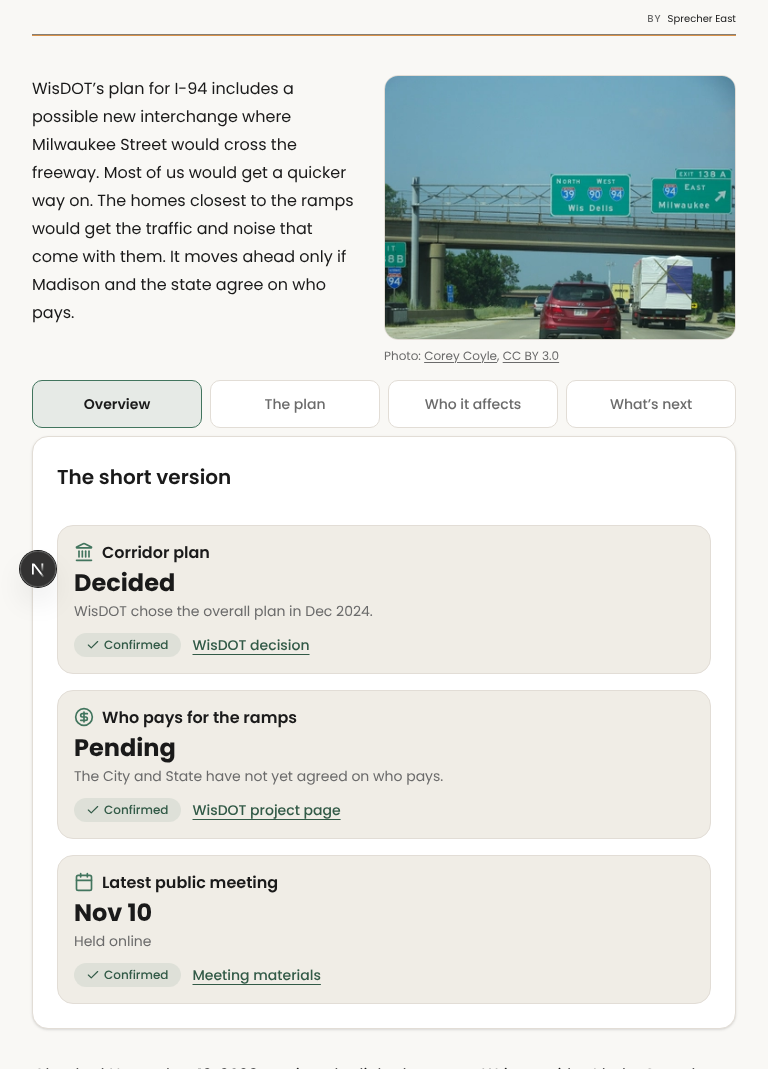 BY Sprecher East
WisDOT’s plan for I-94 includes a
possible new interchange where
Milwaukee Street would cross the
freeway. Most of us would get a quicker
way on. The homes closest to the ramps
would get the traffic and noise that
come with them. It moves ahead only if
Madison and the state agree on who
pays.
NORTH WEST
39 90 94
Wis Dells
EXIT 138 A
94 EAST
Milwaukee
94
Photo: Corey Coyle, CC BY 3.0
Overview
The plan
Who it affects
What’s next
The short version
Corridor plan
Decided
WisDOT chose the overall plan in Dec 2024.
Confirmed WisDOT decision
N
Who pays for the ramps
Pending
The City and State have not yet agreed on who pays.
Confirmed WisDOT project page
Latest public meeting
Nov 10
Held online
Confirmed Meeting materials